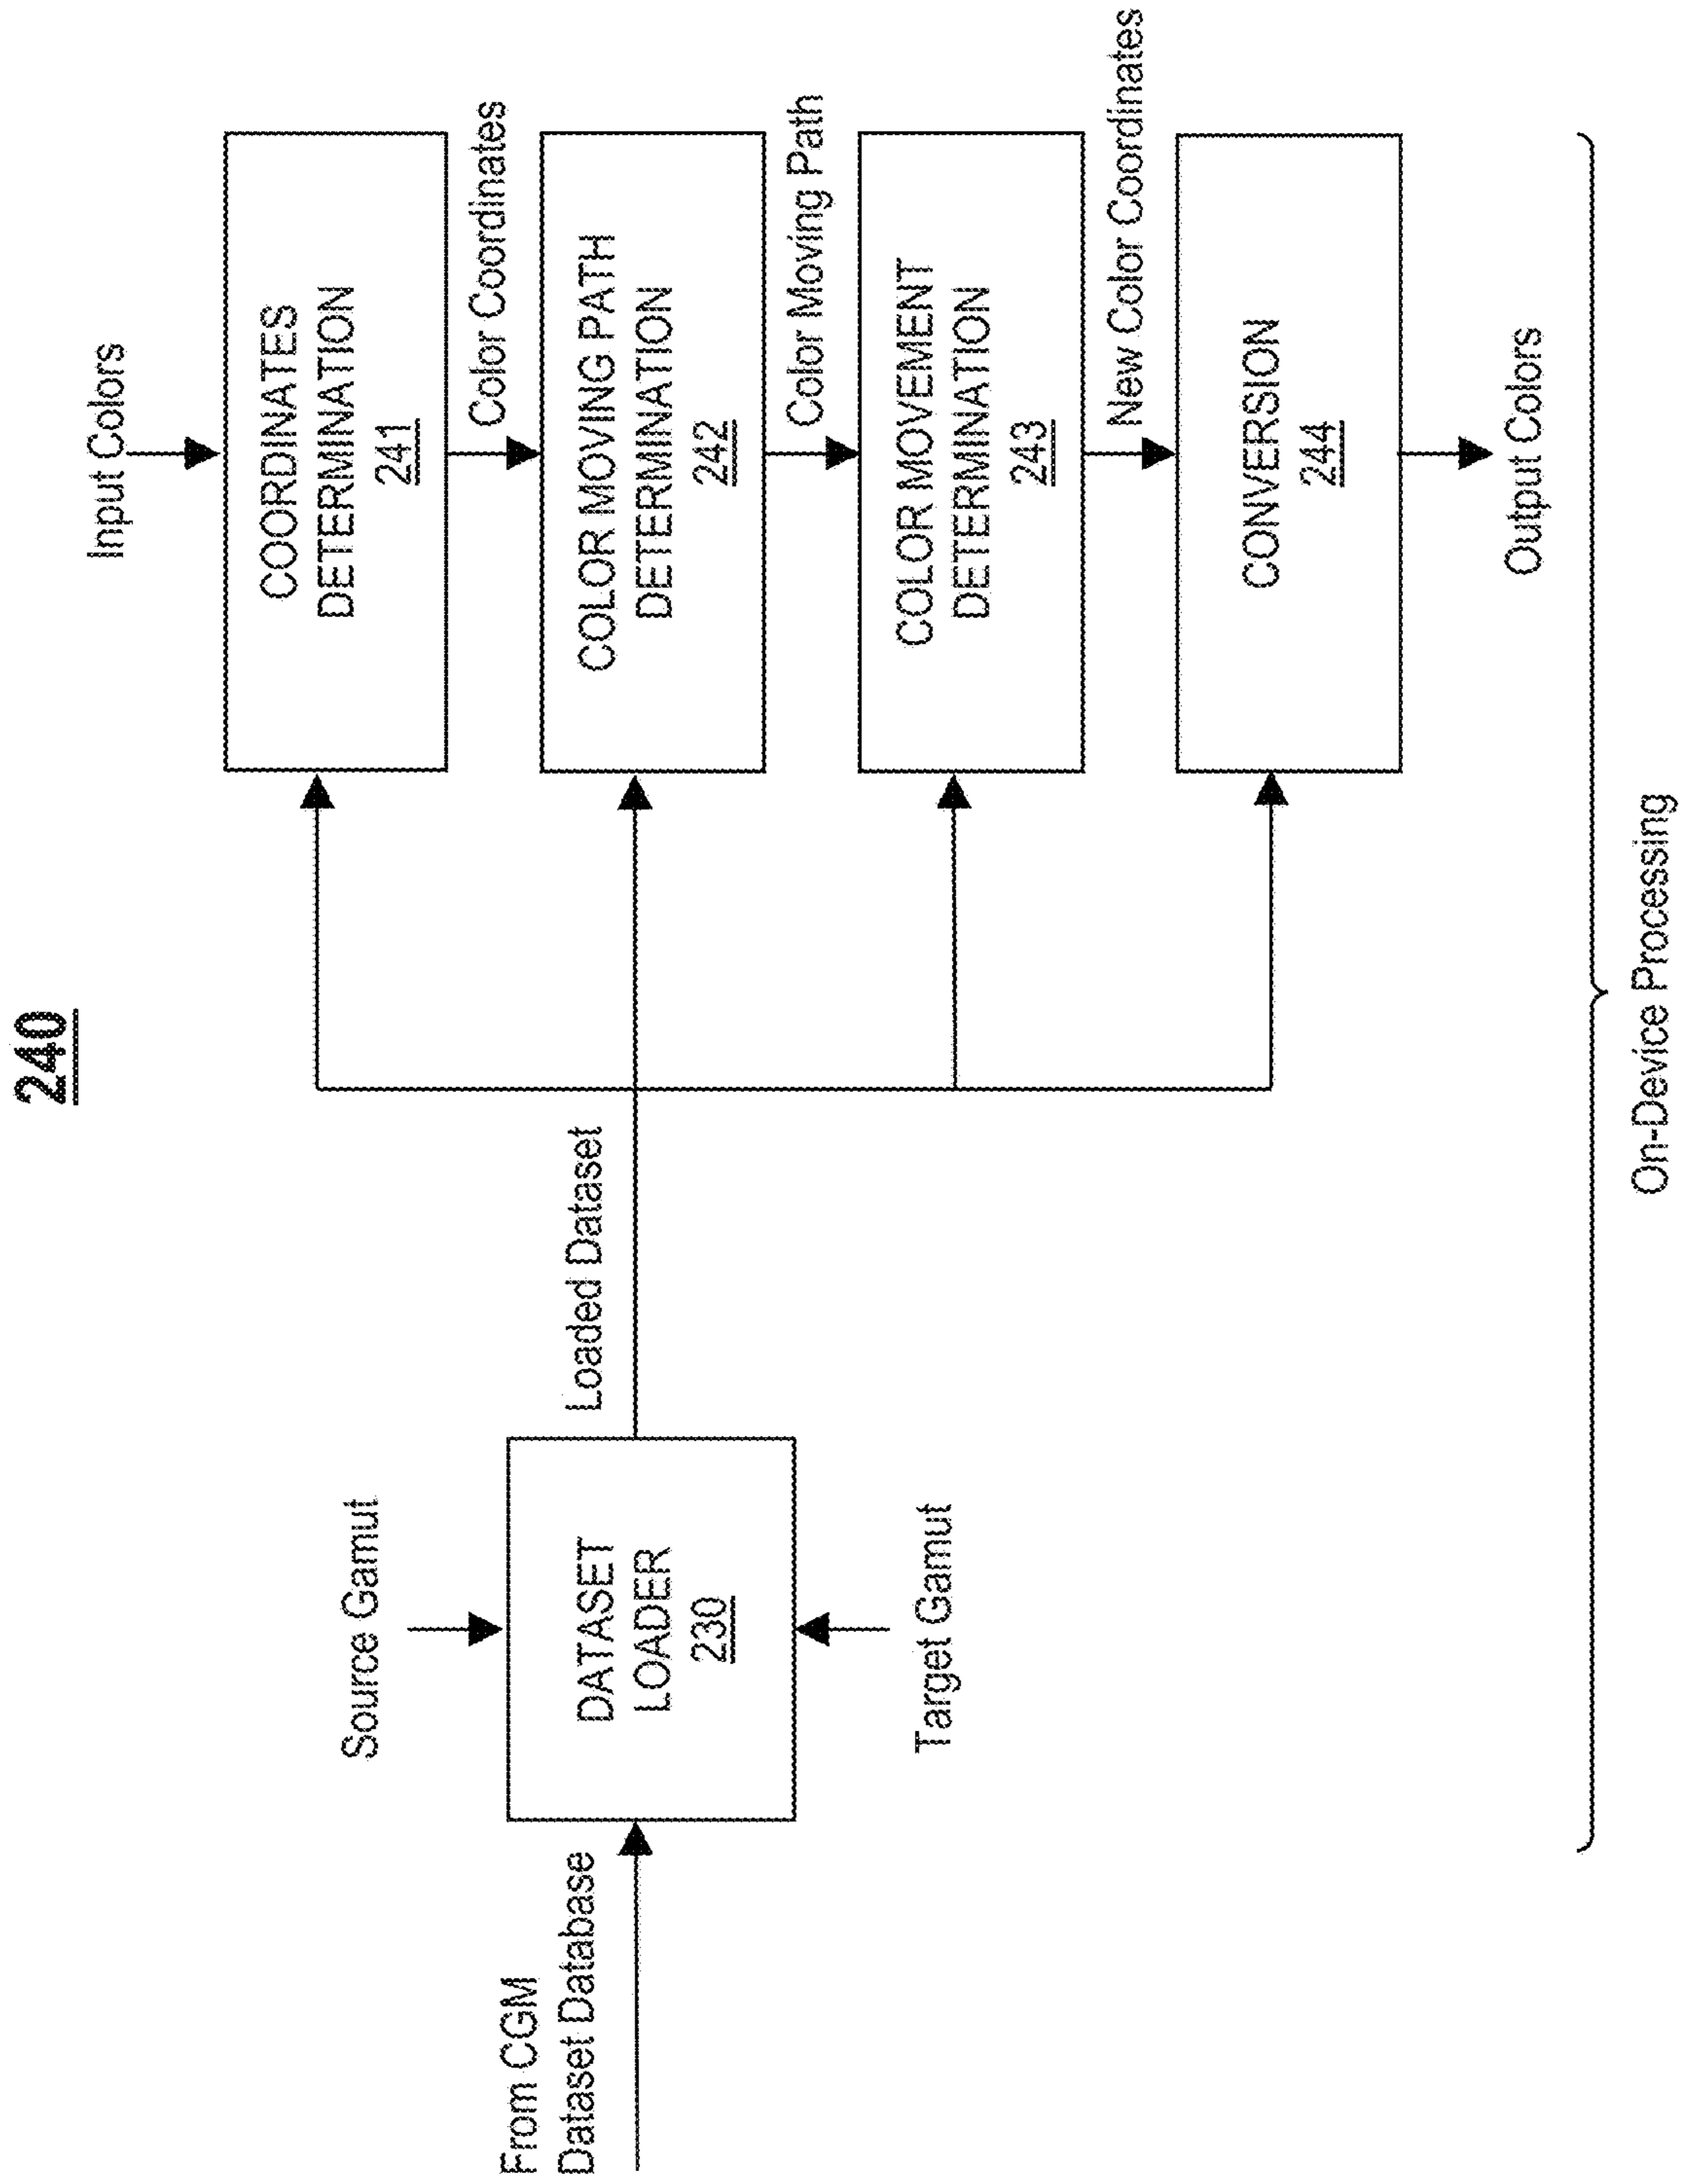 240
Input Colors
COORDINATES
DETERMINATION
241
Color Coordinates
COLOR MOVING PATH
DETERMINATION
242
Color Moving Path
COLOR MOVEMENT
DETERMINATION
243
New Color Coordinates
CONVERSION
244
Output Colors
Loaded Dataset
Source Gamut
DATASET
LOADER
230
Target Gamut
From CGM
Dataset Database
On-Device Processing